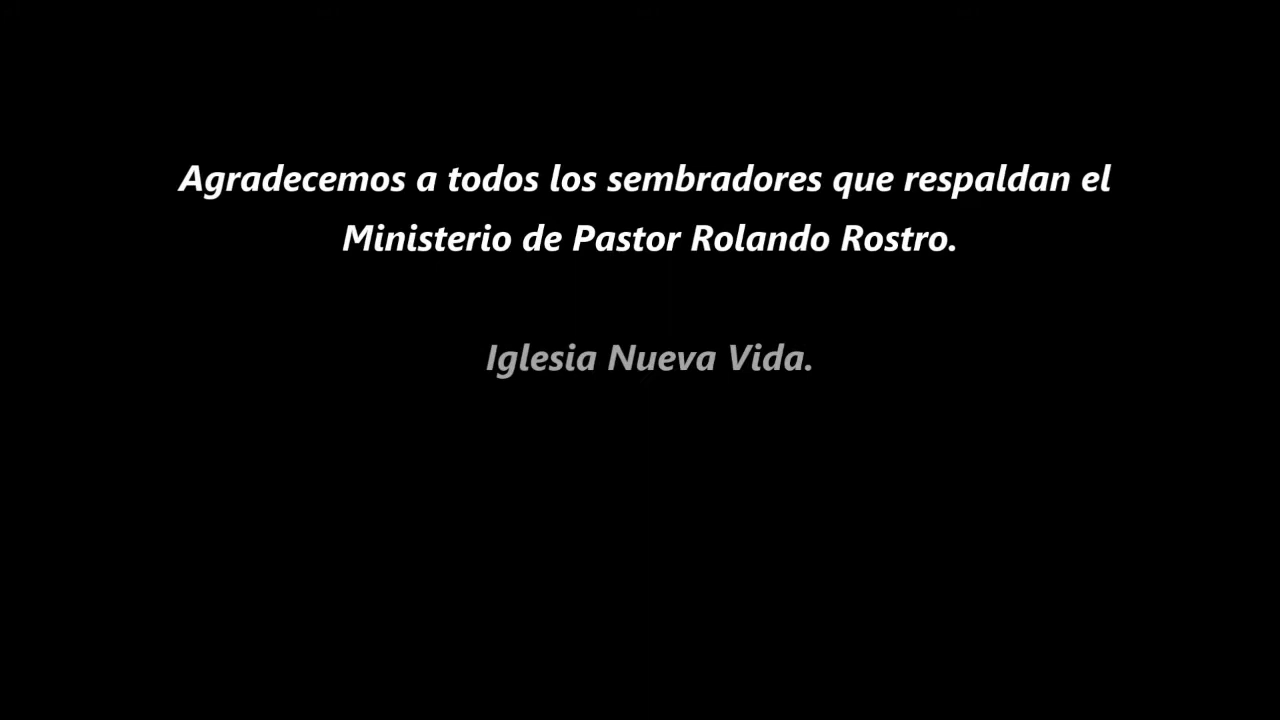 Agradecemos a todos los sembradores que respaldan el
Ministerio de Pastor Rolando Rostro.
Iglesia Nueva Vida.